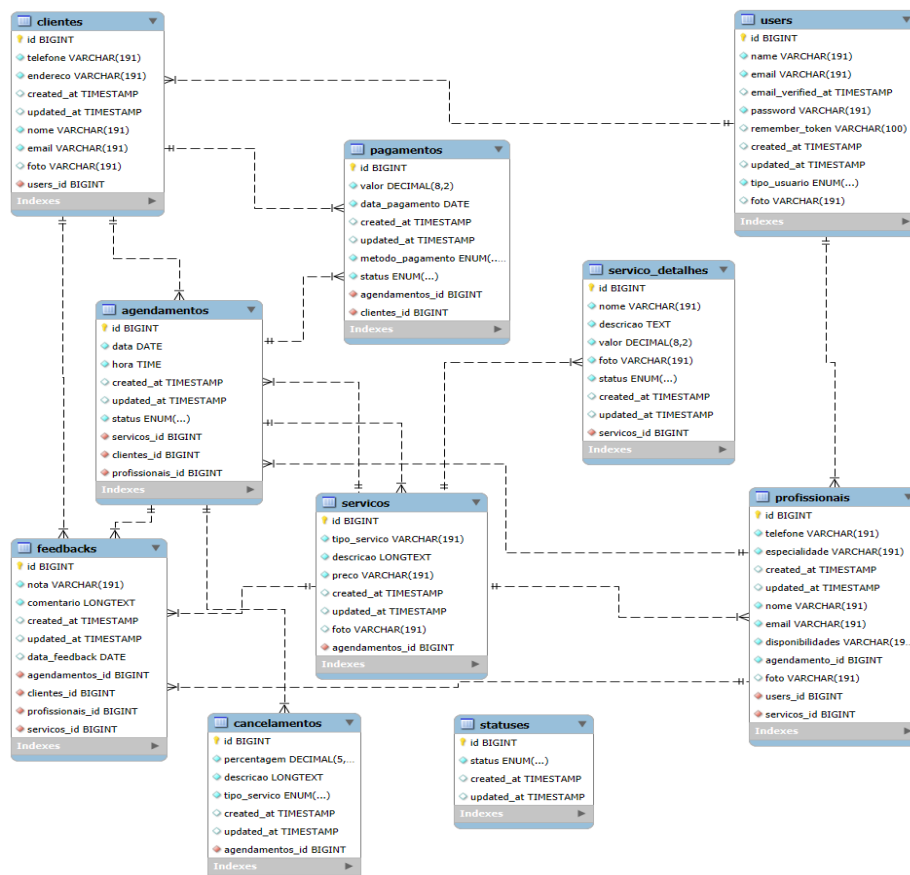 clientes
id BIGINT
telefone VARCHAR(191)
endereco VARCHAR(191)
created_at TIMESTAMP
updated_at TIMESTAMP
nome VARCHAR(191)
email VARCHAR(191)
foto VARCHAR(191)
users_id BIGINT
Indexes
users
id BIGINT
name VARCHAR(191)
email VARCHAR(191)
email_verified_at TIMESTAMP
password VARCHAR(191)
remember_token VARCHAR(100)
created_at TIMESTAMP
updated_at TIMESTAMP
tipo_usuario ENUM(...)
foto VARCHAR(191)
Indexes
pagamentos
id BIGINT
valor DECIMAL(8,2)
data_pagamento DATE
created_at TIMESTAMP
updated_at TIMESTAMP
metodo_pagamento ENUM(.....
status ENUM(...)
agendamentos_id BIGINT
clientes_id BIGINT
Indexes
servico_detalhes
id BIGINT
nome VARCHAR(191)
descricao TEXT
valor DECIMAL(8,2)
foto VARCHAR(191)
status ENUM(...)
created_at TIMESTAMP
updated_at TIMESTAMP
servicos_id BIGINT
Indexes
agendamentos
id BIGINT
data DATE
hora TIME
created_at TIMESTAMP
updated_at TIMESTAMP
status ENUM(...)
servicos_id BIGINT
clientes_id BIGINT
profissionais_id BIGINT
Indexes
servicos
id BIGINT
tipo_servico VARCHAR(191)
descricao LONGTEXT
preco VARCHAR(191)
created_at TIMESTAMP
updated_at TIMESTAMP
foto VARCHAR(191)
agendamentos_id BIGINT
Indexes
profissionais
id BIGINT
telefone VARCHAR(191)
especialidade VARCHAR(191)
created_at TIMESTAMP
updated_at TIMESTAMP
nome VARCHAR(191)
email VARCHAR(191)
disponibilidades VARCHAR(19...
agendamento_id BIGINT
foto VARCHAR(191)
users_id BIGINT
servicos_id BIGINT
Indexes
feedbacks
id BIGINT
nota VARCHAR(191)
comentario LONGTEXT
created_at TIMESTAMP
updated_at TIMESTAMP
data_feedback DATE
agendamentos_id BIGINT
clientes_id BIGINT
profissionais_id BIGINT
servicos_id BIGINT
Indexes
cancelamentos
id BIGINT
percentagem DECIMAL(5,...
descricao LONGTEXT
tipo_servico ENUM(...)
created_at TIMESTAMP
updated_at TIMESTAMP
agendamentos_id BIGINT
Indexes
statuses
id BIGINT
status ENUM(...)
created_at TIMESTAMP
updated_at TIMESTAMP
Indexes